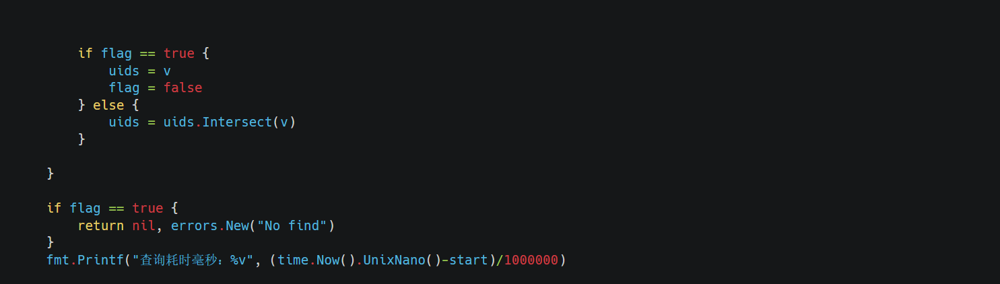 if flag == true {
uids = v
flag = false
} else {
uids = uids.Intersect(v)
}
}
if flag == true {
return nil, errors.New("No find")
}
fmt.Printf("查询耗时毫秒：%v", (time.Now().UnixNano()-start)/1000000)